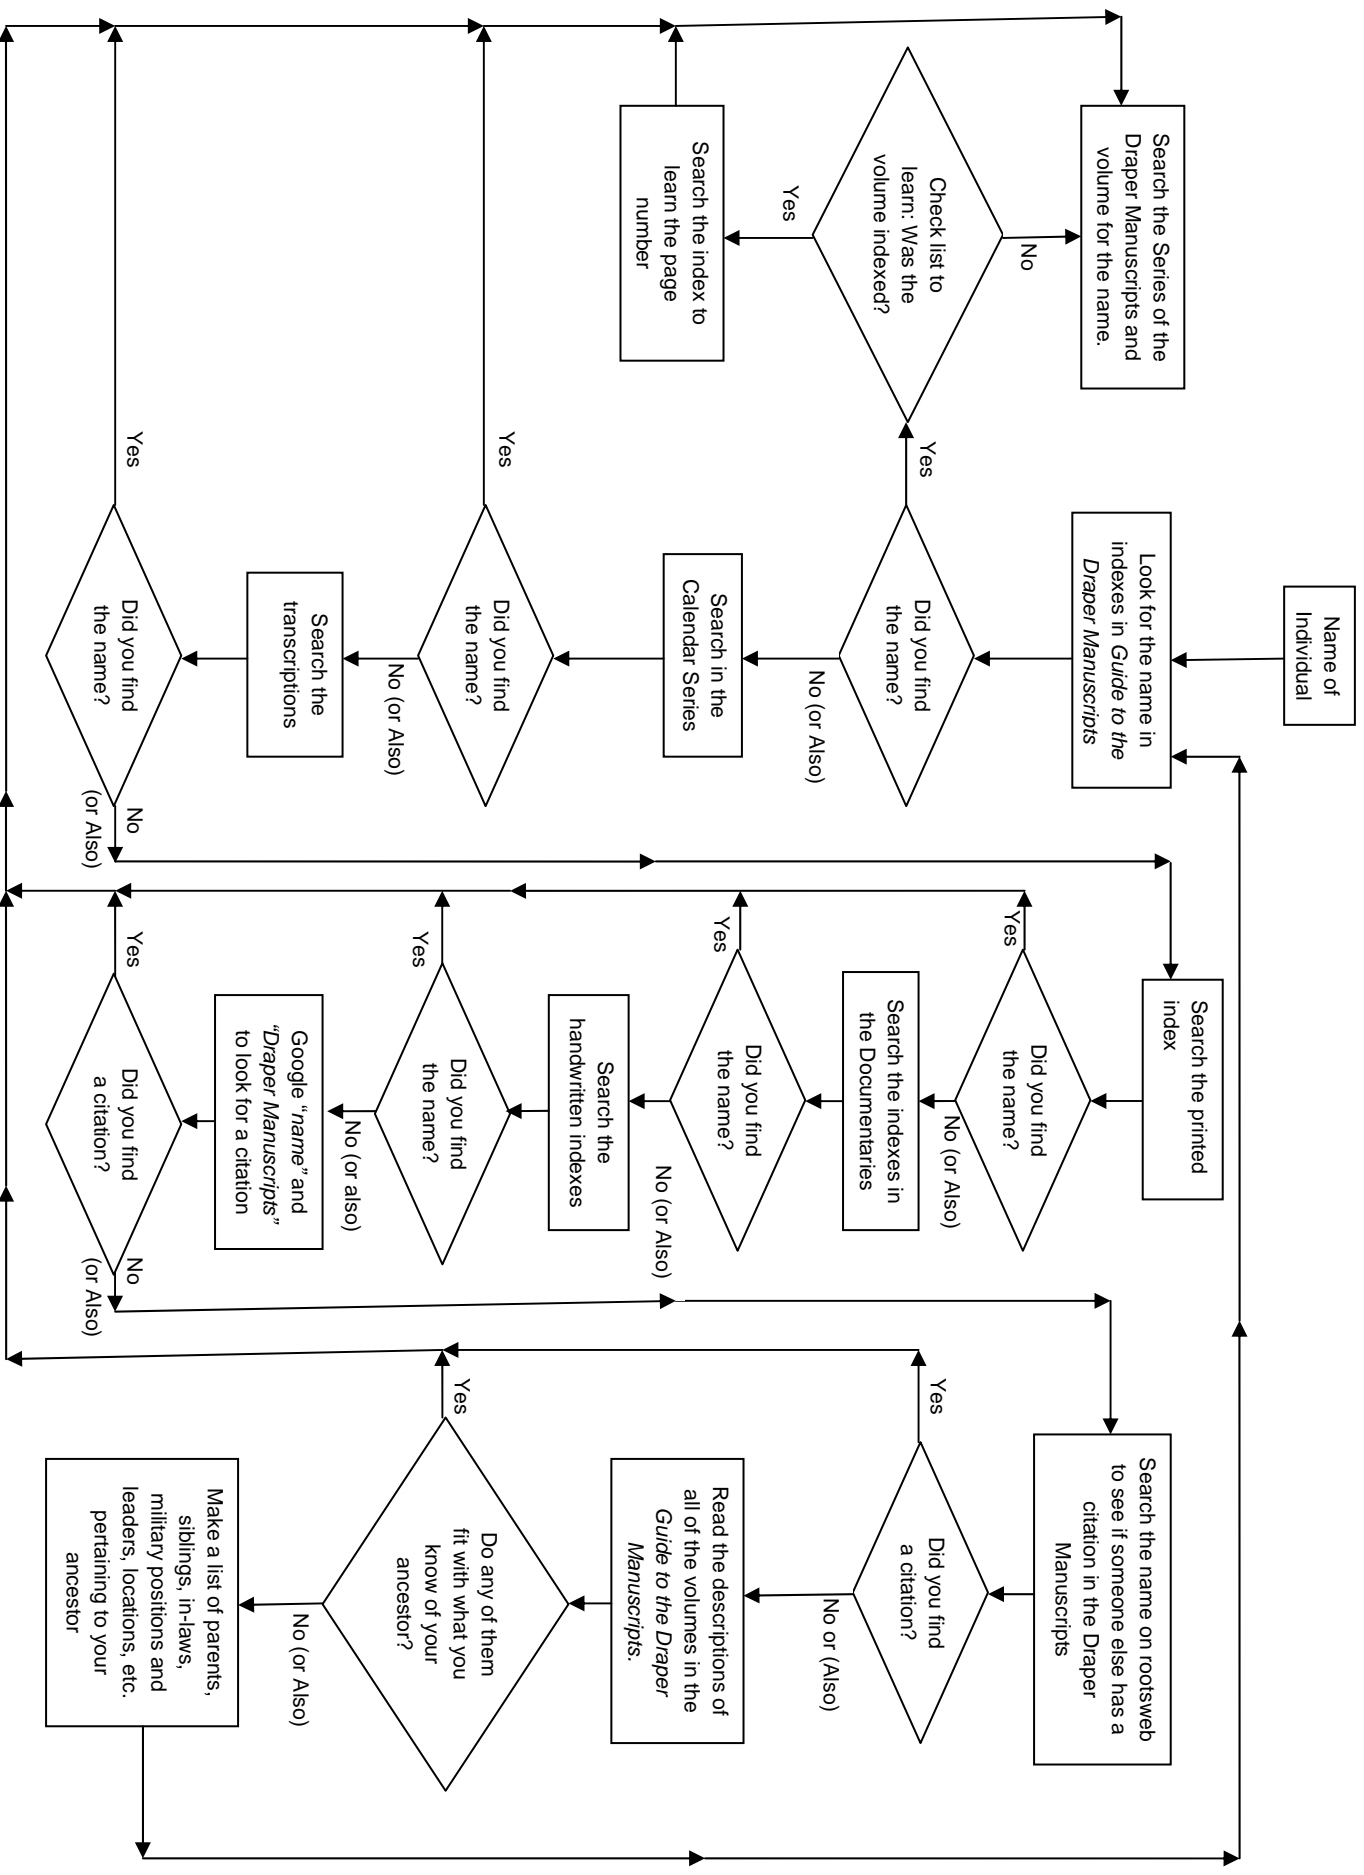 Name of
Individual
Look for the name in
indexes in Guide to the
Draper Manuscripts
Did you find
the name?
Yes
No (or Also)
Check list to
learn: Was the
volume indexed?
No
Yes
Search the Series of the
Draper Manuscripts and
volume for the name.
Search the index to
learn the page
number
Search in the
Calendar Series
Did you find
the name?
Yes
No (or Also)
Search the
transcriptions
Did you find
the name?
Yes
No
(or Also)
Search the printed
index
Did you find
the name?
Yes
No (or Also)
Search the indexes in
the Documentaries
Did you find
the name?
Yes
No (or Also)
Search the
handwritten indexes
Did you find
the name?
Yes
No (or also)
Google “name” and
“Draper Manuscripts”
to look for a citation
Did you find
a citation?
Yes
No
(or Also)
Search the name on rootsweb
to see if someone else has a
citation in the Draper
Manuscripts
Did you find
a citation?
Yes
No or (Also)
Read the descriptions of
all of the volumes in the
Guide to the Draper
Manuscripts.
Do any of them
fit with what you
know of your
ancestor?
Yes
No (or Also)
Make a list of parents,
siblings, in-laws,
military positions and
leaders, locations, etc.
pertaining to your
ancestor